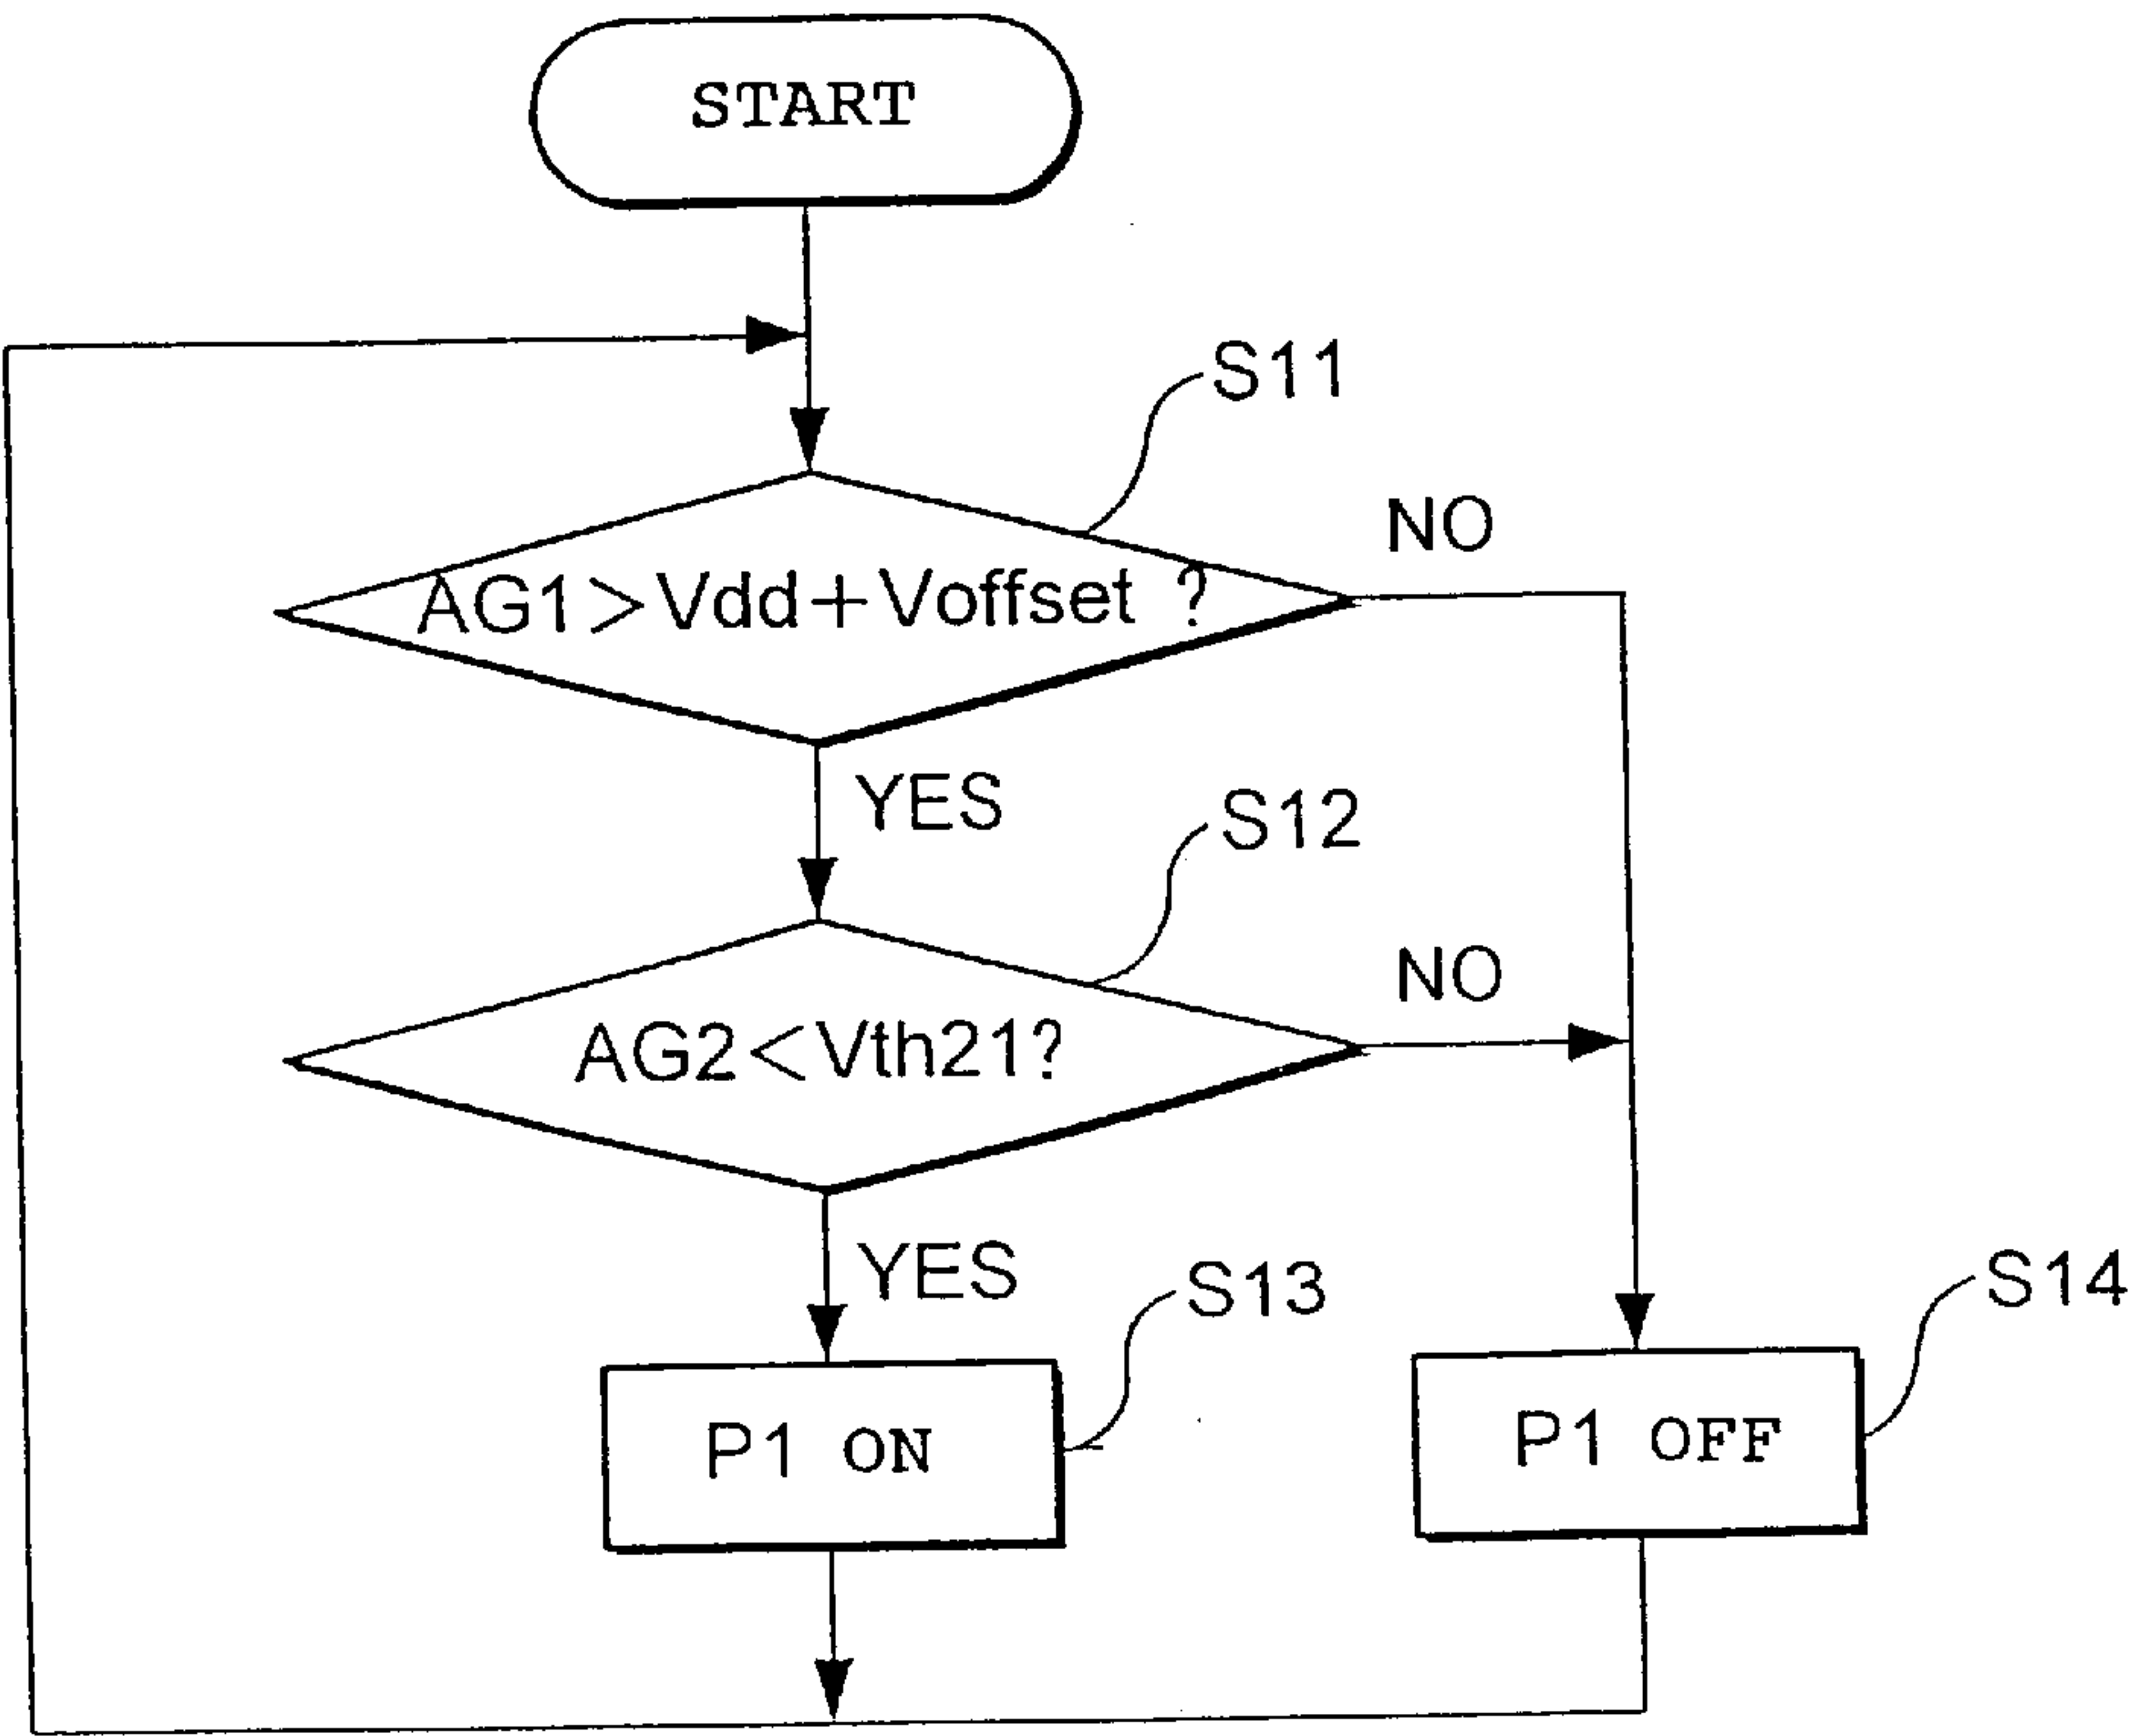 START
S11
NO
AG1>Vdd+Voffset ?
YES
S12
NO
AG2<Vth21?
YES
S13
S14
P1 ON
P1 OFF